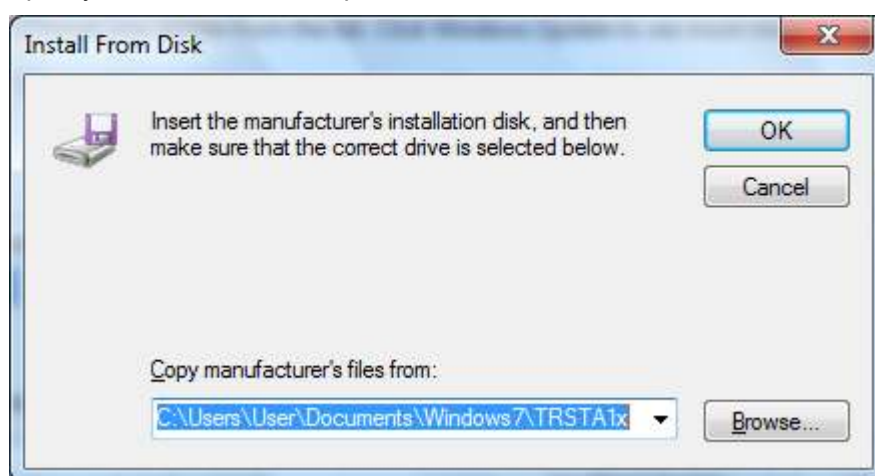 Install From Disk
Insert the manufacturer's installation disk, and then
make sure that the correct drive is selected below.
OK
Cancel
Copy manufacturer's files from:
C:\Users\User\Documents\Windows7\TRSTA1x
Browse...